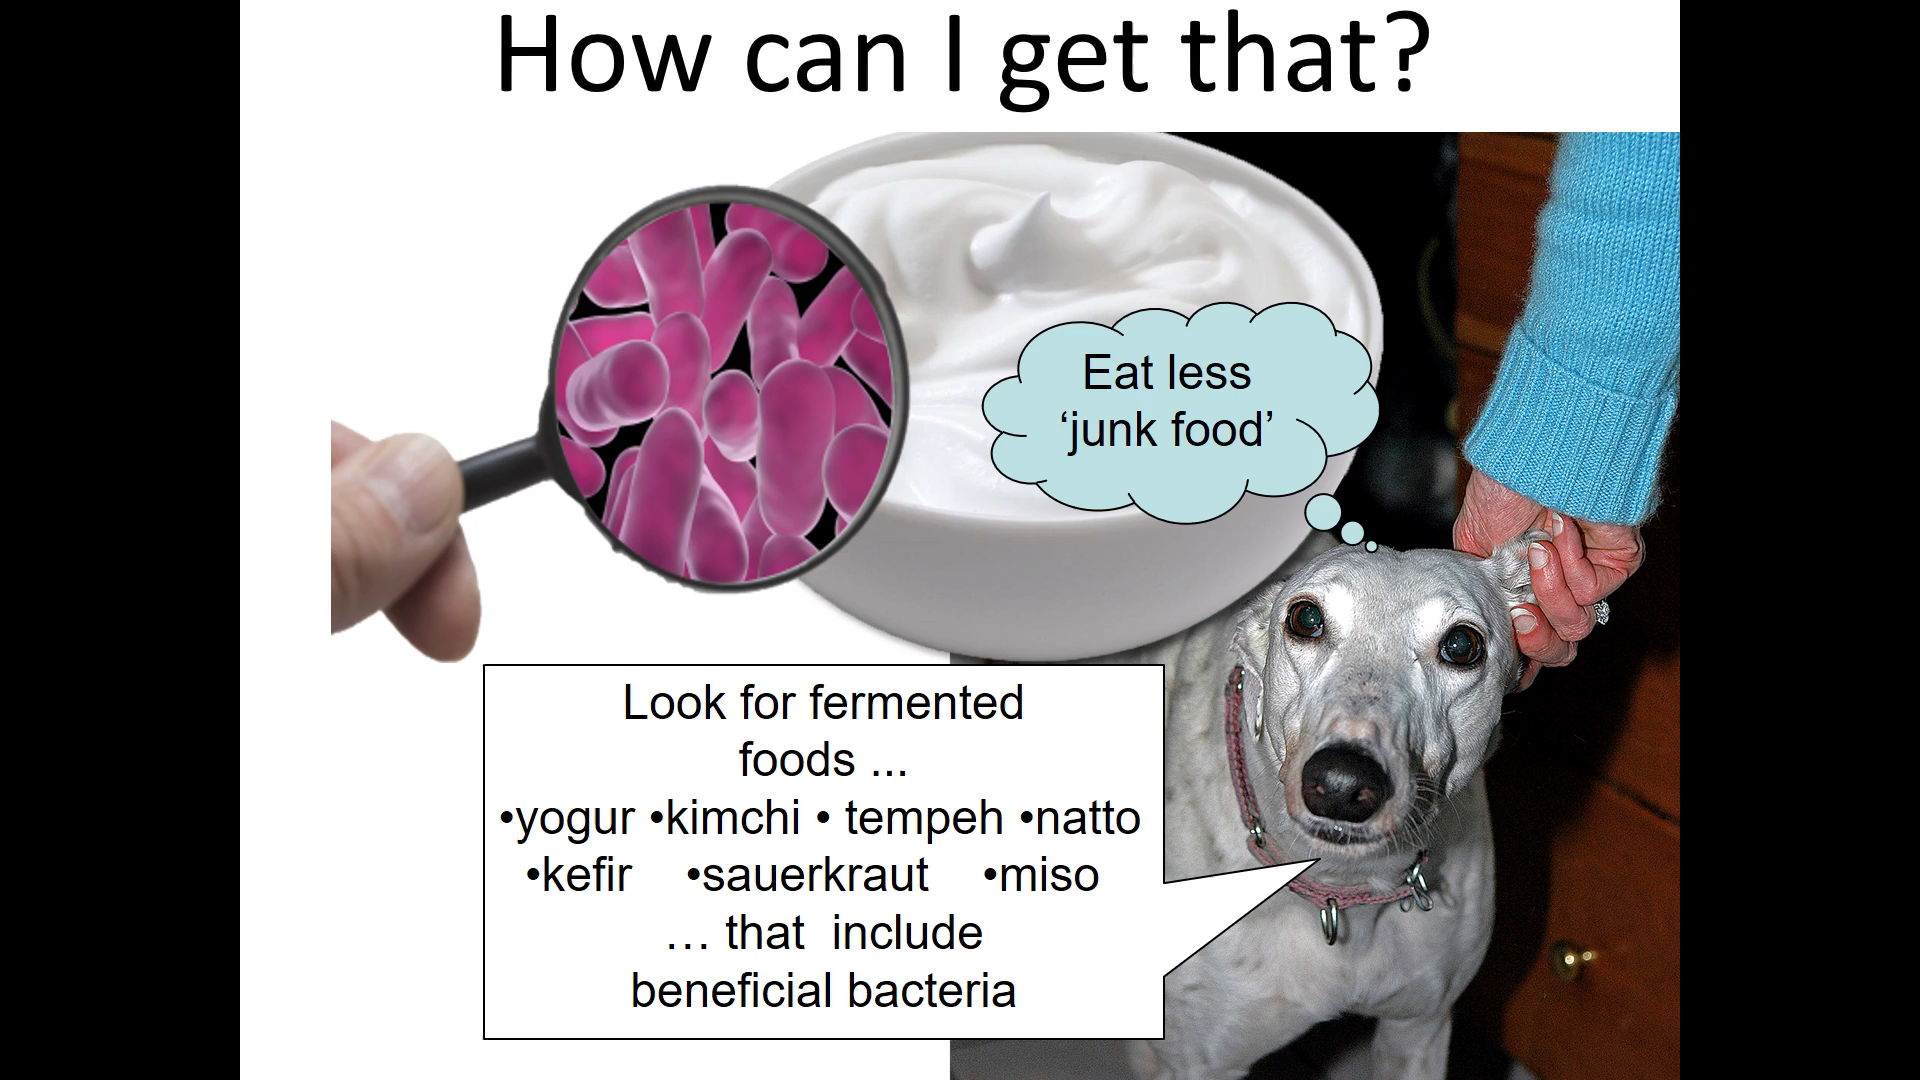 How can I get that?
Eat less
‘junk food’
Look for fermented
foods ...
•yogur •kimchi • tempeh •natto
•kefir •sauerkraut •miso
… that include
beneficial bacteria